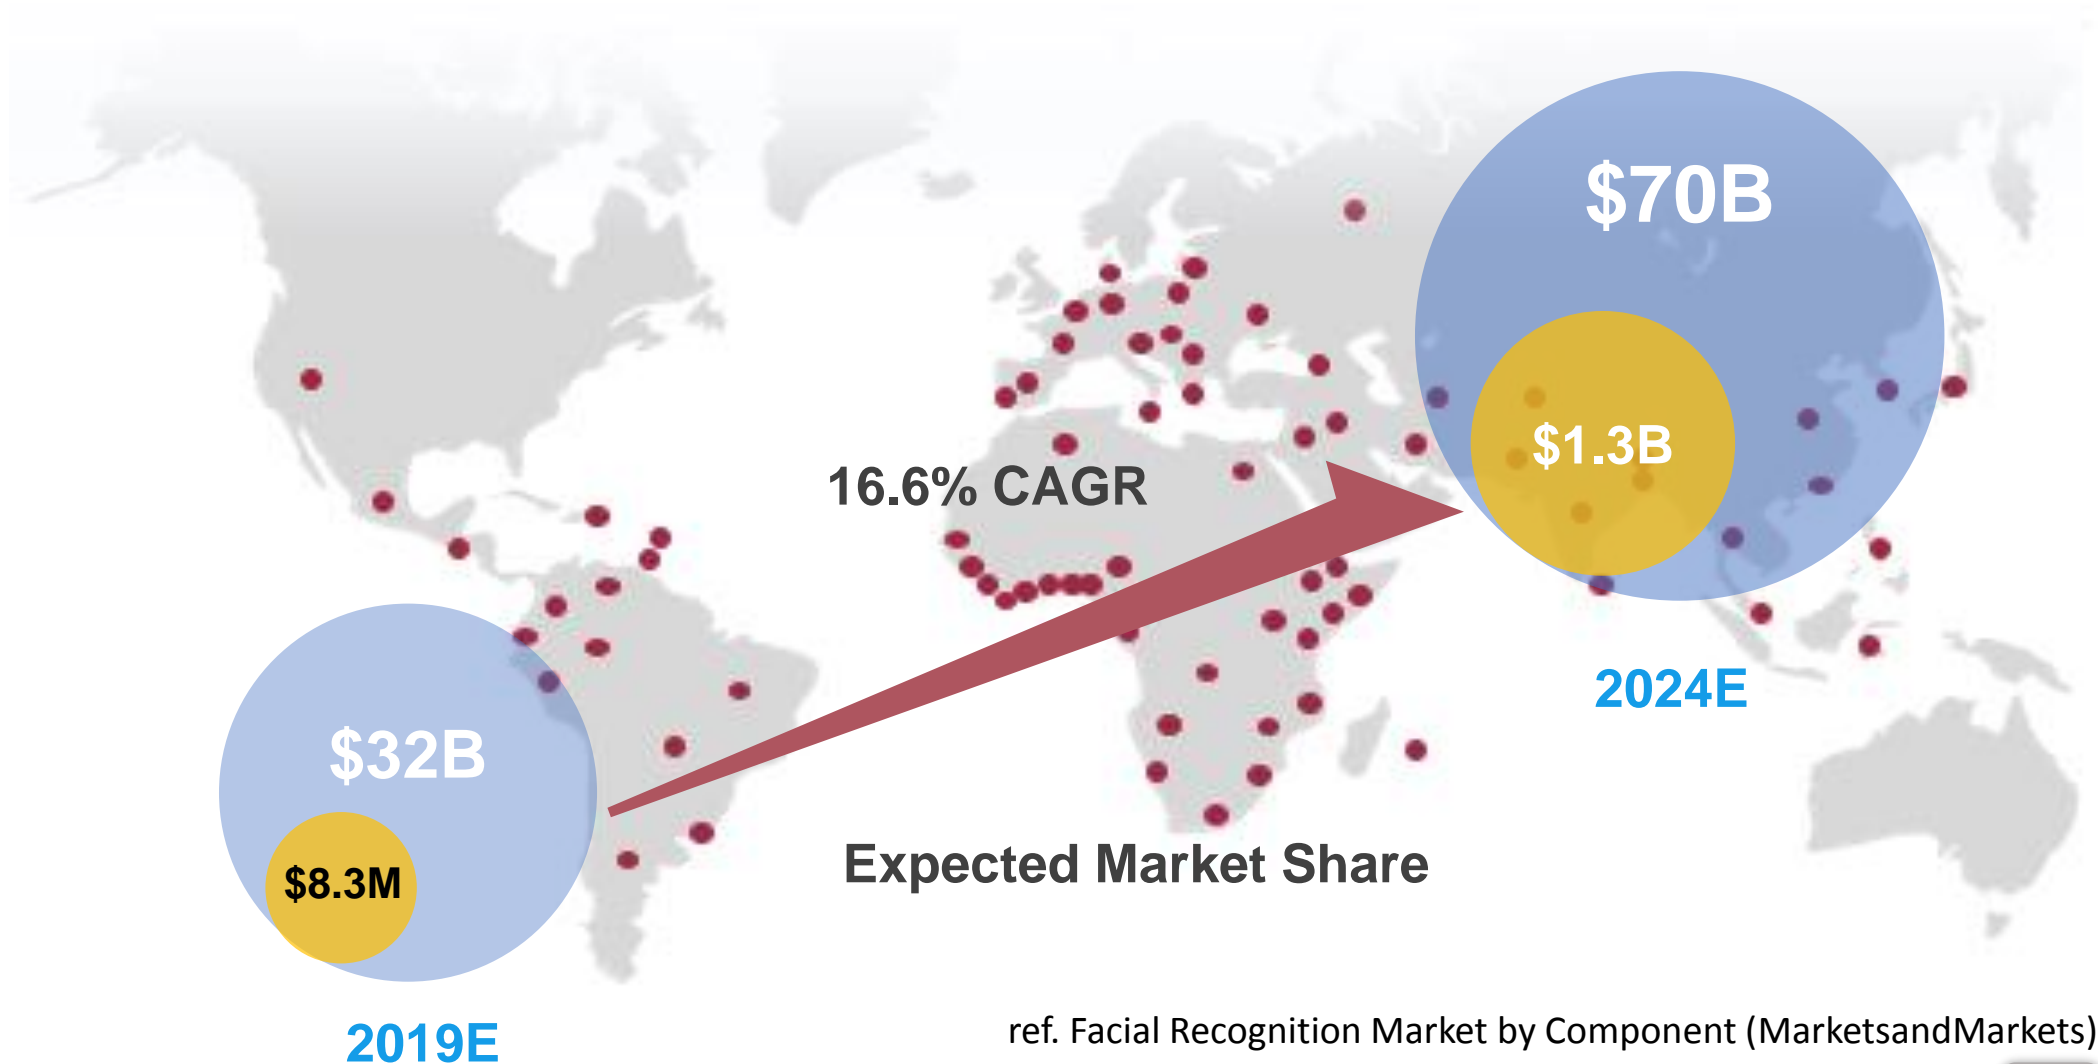 $70B
$1.3B
16.6% CAGR
2024E
$32B
$8.3M
Expected Market Share
2019E
ref. Facial Recognition Market by Component (MarketsandMarkets)